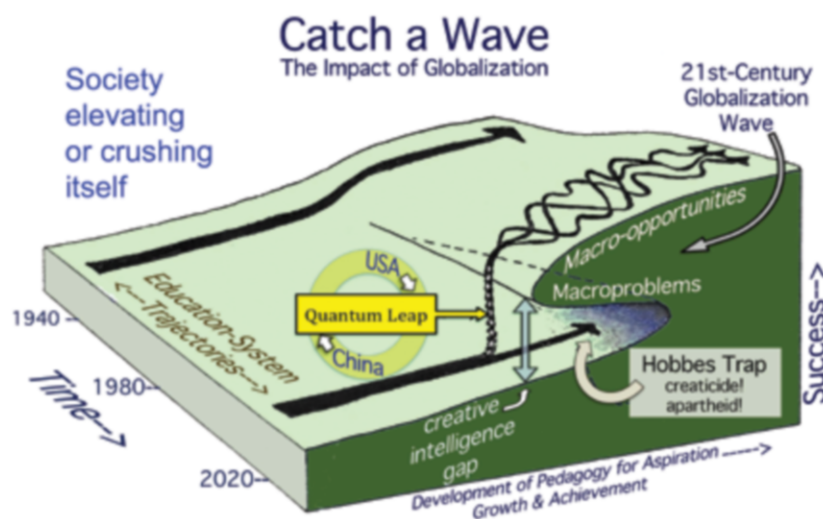 Catch a Wave
The Impact of Globalization
Society
elevating
or crushing
itself
21st-Century
Globalization
Wave
Macro-opportunities
Macroproblems
USA
Quantum Leap
China
Education-System
<---Trajectories--->
1940
1980
2020
Time-->
Hobbes Trap
creaticide!
apartheid!
creative
intelligence
gap
Success-->
Development of Pedagogy for Aspiration ----->
Growth & Achievement